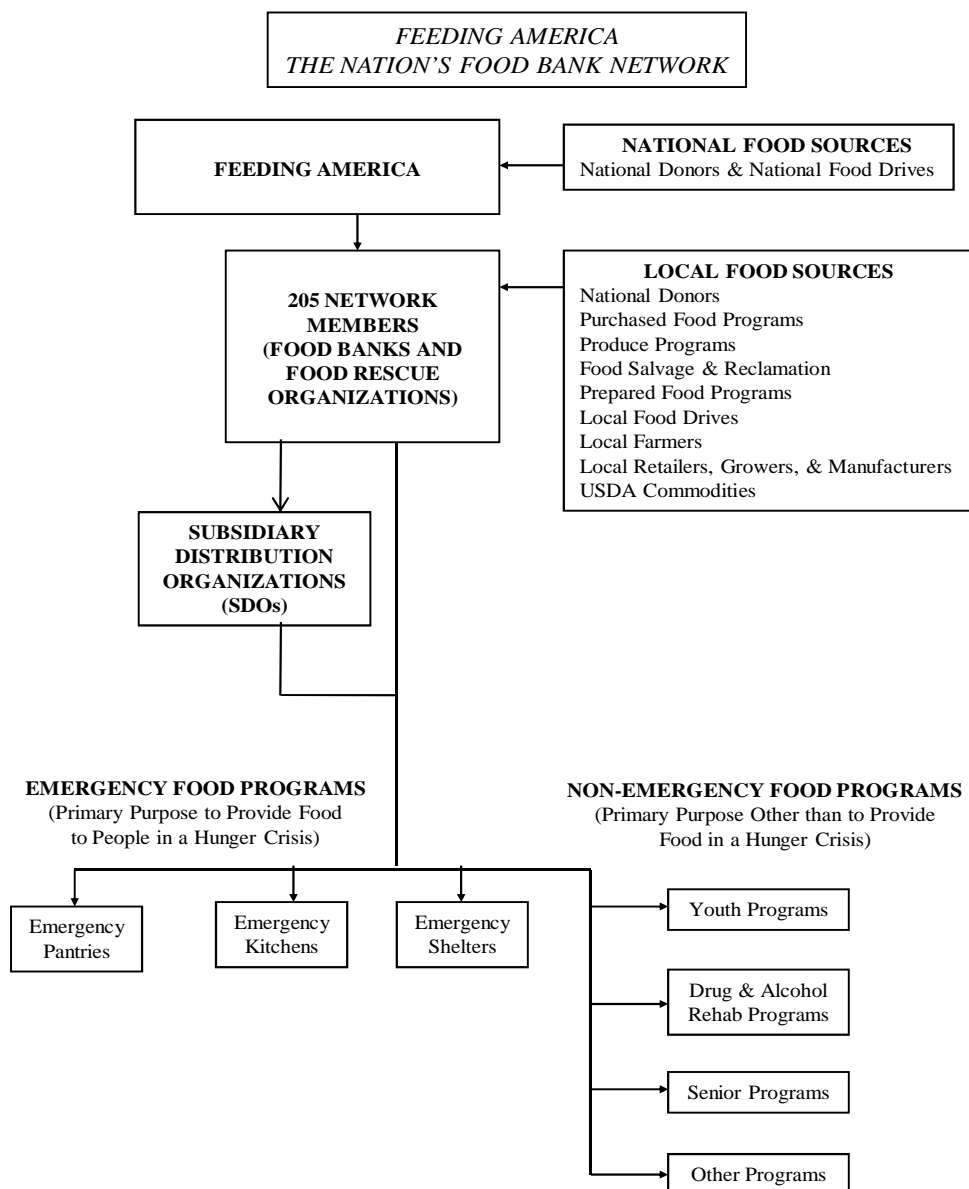 FEEDING AMERICA
THE NATION'S FOOD BANK NETWORK
FEEDING AMERICA
NATIONAL FOOD SOURCES
National Donors & National Food Drives
205 NETWORK
MEMBERS
(FOOD BANKS AND
FOOD RESCUE
ORGANIZATIONS)
LOCAL FOOD SOURCES
National Donors
Purchased Food Programs
Produce Programs
Food Salvage & Reclamation
Prepared Food Programs
Local Food Drives
Local Farmers
Local Retailers, Growers, & Manufacturers
USDA Commodities
SUBSIDIARY
DISTRIBUTION
ORGANIZATIONS
(SDOs)
EMERGENCY FOOD PROGRAMS
(Primary Purpose to Provide Food
to People in a Hunger Crisis)
NON-EMERGENCY FOOD PROGRAMS
(Primary Purpose Other than to Provide
Food in a Hunger Crisis)
Emergency
Pantries
Emergency
Kitchens
Emergency
Shelters
Youth Programs
Drug & Alcohol
Rehab Programs
Senior Programs
Other Programs